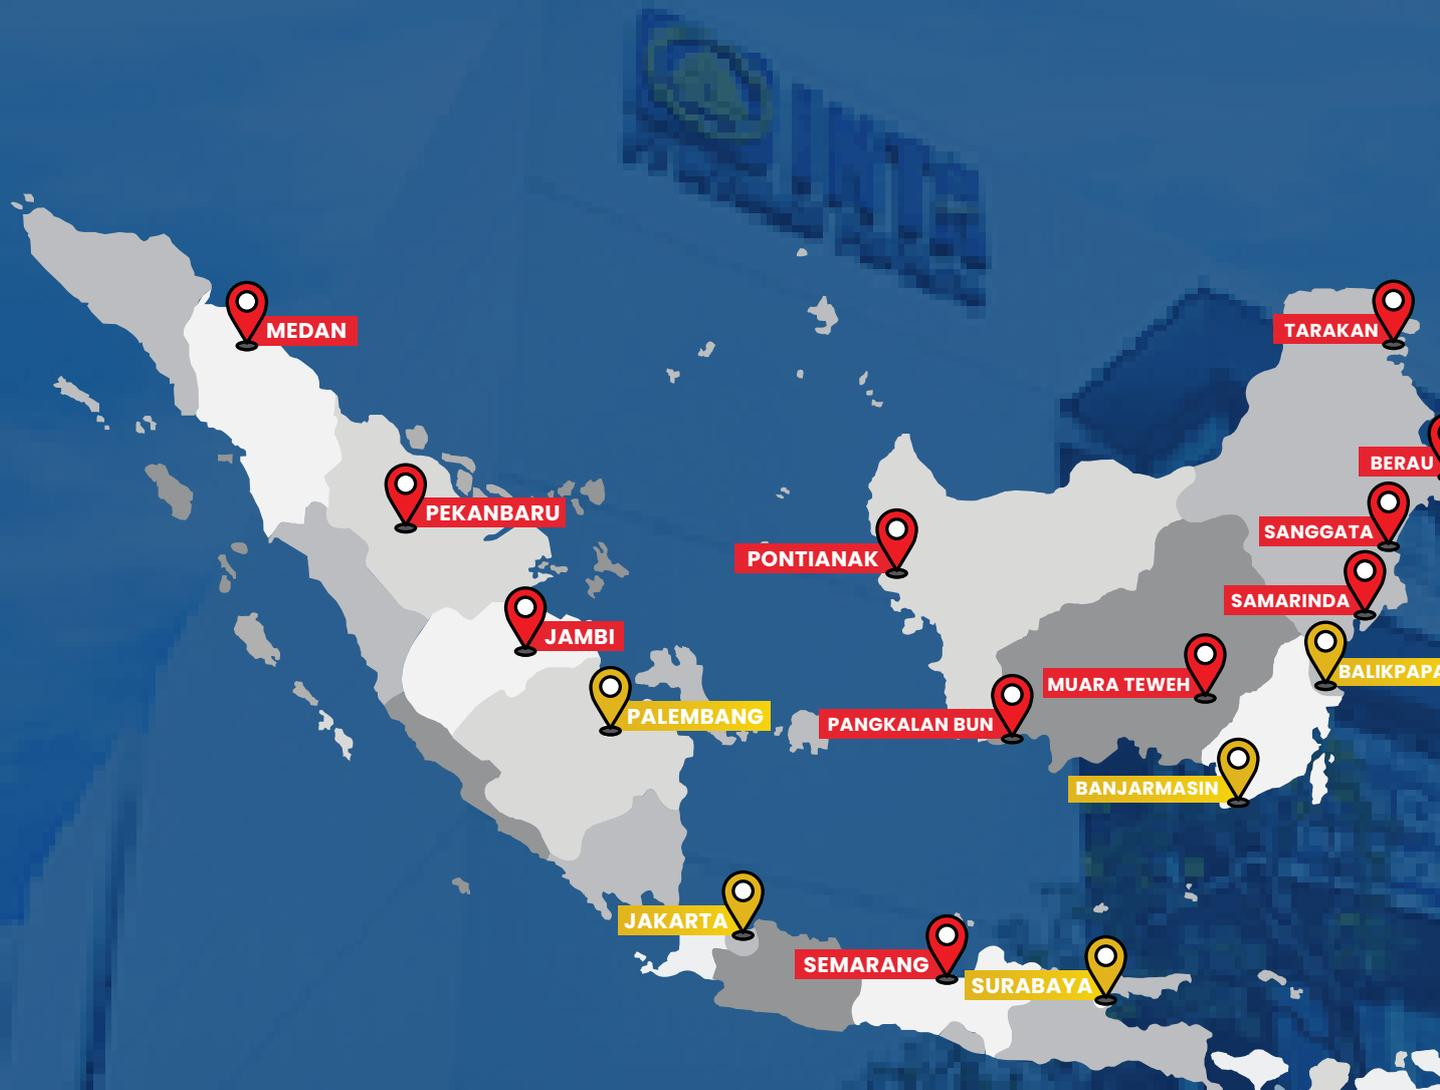 MEDAN
TARAKAN
BERAU
PEKANBARU
SANGGATA
PONTIANAK
SAMARINDA
JAMBI
BALIKPAPA
MUARA TEWEH
PALEMBANG
PANGKALAN BUN
BANJARMASIN
JAKARTA
SEMARANG
SURABAYA